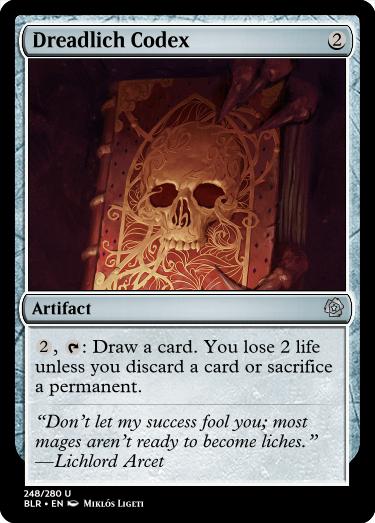 Dreadlich Codex 2
Artifact
2, T: Draw a card. You lose 2 life
unless you discard a card or sacrifice
a permanent.
"Don't let my success fool you; most
mages aren't ready to become liches."
—Lichlord Arcet
248/280 U
BLR • EN Miklós Ligeti